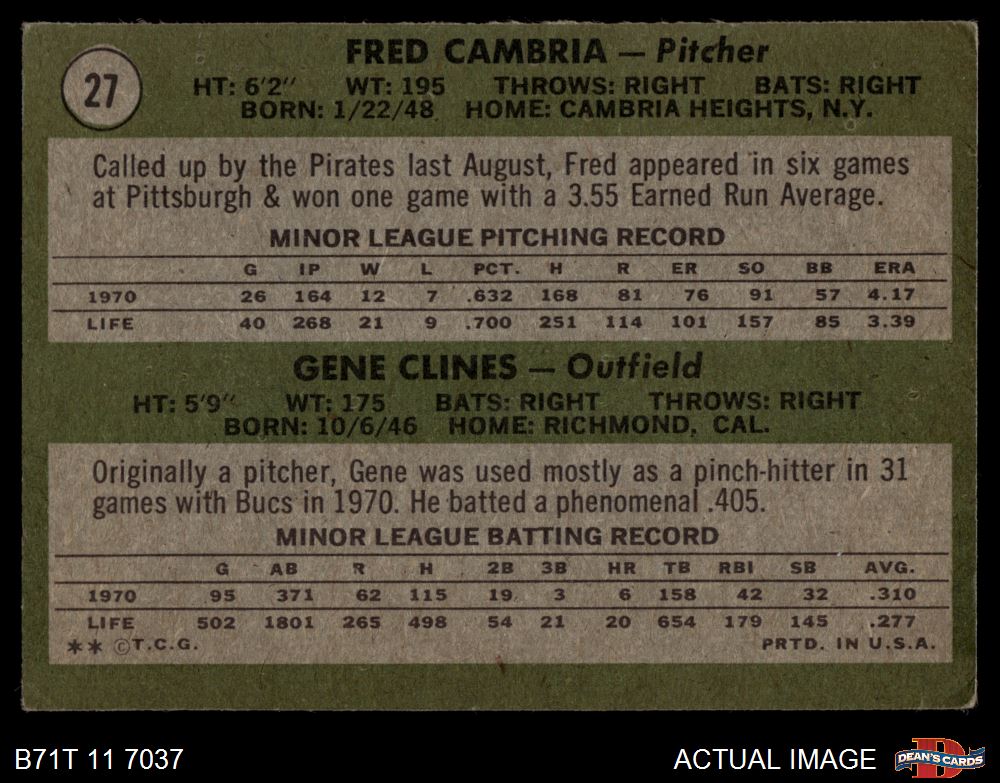 27
FRED CAMBRIA — Pitcher
HT: 6'2" WT: 195 THROWS: RIGHT BATS: RIGHT
BORN: 1/22/48 HOME: CAMBRIA HEIGHTS, N.Y.
Called up by the Pirates last August, Fred appeared in six games
at Pittsburgh & won one game with a 3.55 Earned Run Average.
MINOR LEAGUE PITCHING RECORD
G IP W L PCT. H R ER SO BB ERA
1970 26 164 12 7 .632 168 81 76 91 57 4.17
LIFE 40 268 21 9 .700 251 114 101 157 85 3.39
GENE CLINES — Outfield
HT: 5'9" WT: 175 BATS: RIGHT THROWS: RIGHT
BORN: 10/6/46 HOME: RICHMOND, CAL.
Originally a pitcher, Gene was used mostly as a pinch-hitter in 31
games with Bucs in 1970. He batted a phenomenal .405.
MINOR LEAGUE BATTING RECORD
G AB R H 2B 3B HR TB RBI SB AVG.
1970 95 371 62 115 19 3 6 158 42 32 .310
LIFE 502 1801 265 498 54 21 20 654 179 145 .277
** ©T.C.G. PRTD. IN U.S.A.
B71T 11 7037 ACTUAL IMAGE DEAN'S CARDS